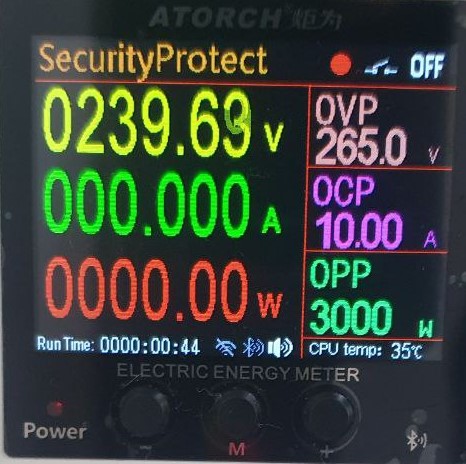 ATORCH®炬为
SecurityProtect OFF
0239.63 V
OVP
265.0 V
000.000 A
OCP
10.00 A
0000.00 W
OPP
3000 W
Run Time: 0000:00:44
CPU temp: 35℃
ELECTRIC ENERGY METER
Power
- M +